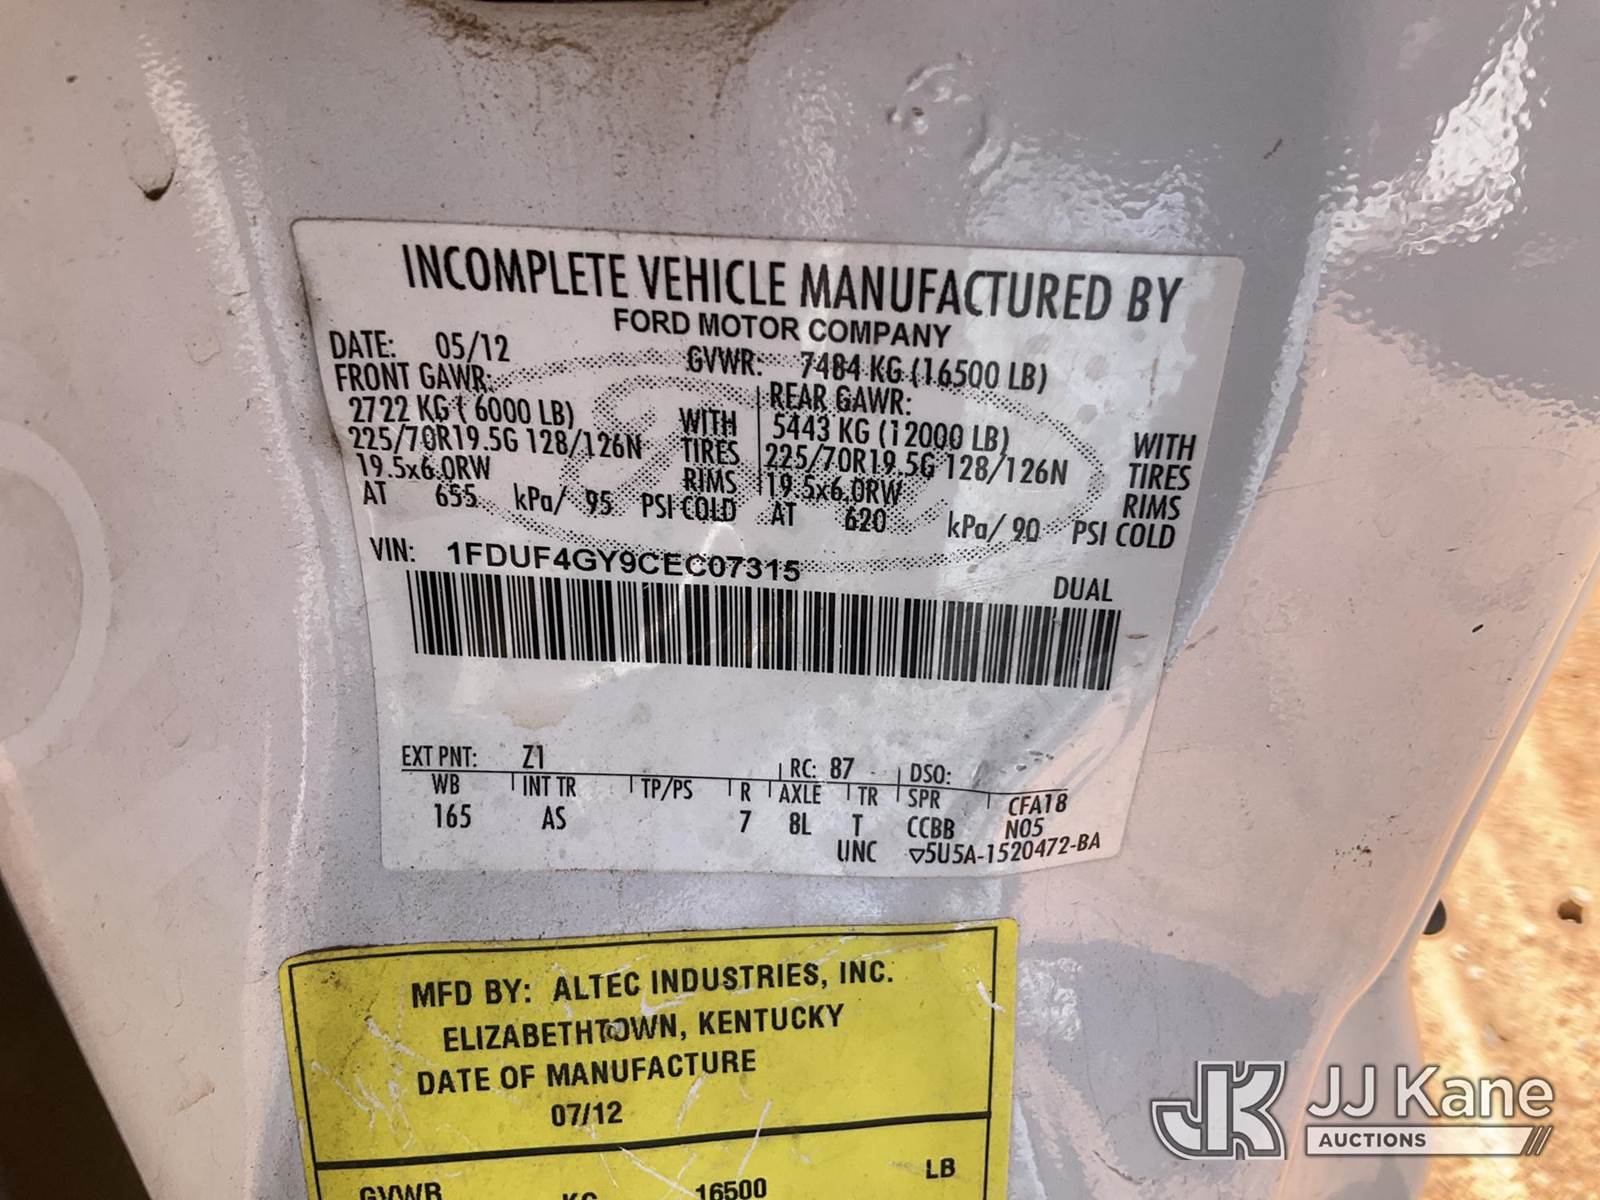 INCOMPLETE VEHICLE MANUFACTURED BY
FORD MOTOR COMPANY
DATE: 05/12 GVWR: 7484 KG (16500 LB)
FRONT GAWR: REAR GAWR:
2722 KG ( 6000 LB) WITH 5443 KG (12000 LB) WITH
225/70R19.5G 128/126N TIRES 225/70R19.5G 128/126N TIRES
19.5x6.0RW RIMS 19.5x6.0RW RIMS
AT 655 kPa/ 95 PSI COLD AT 620 kPa/ 90 PSI COLD
VIN: 1FDUF4GY9CEC07315
DUAL
EXT PNT: Z1 RC: 87 DSO:
WB INT TR TP/PS R AXLE TR SPR CFA18
165 AS 7 8L T CCBB N05
UNC ▽5U5A-1520472-BA
MFD BY: ALTEC INDUSTRIES, INC.
ELIZABETHTOWN, KENTUCKY
DATE OF MANUFACTURE
07/12
GVWR KG 16500 LB
JK JJ Kane
AUCTIONS